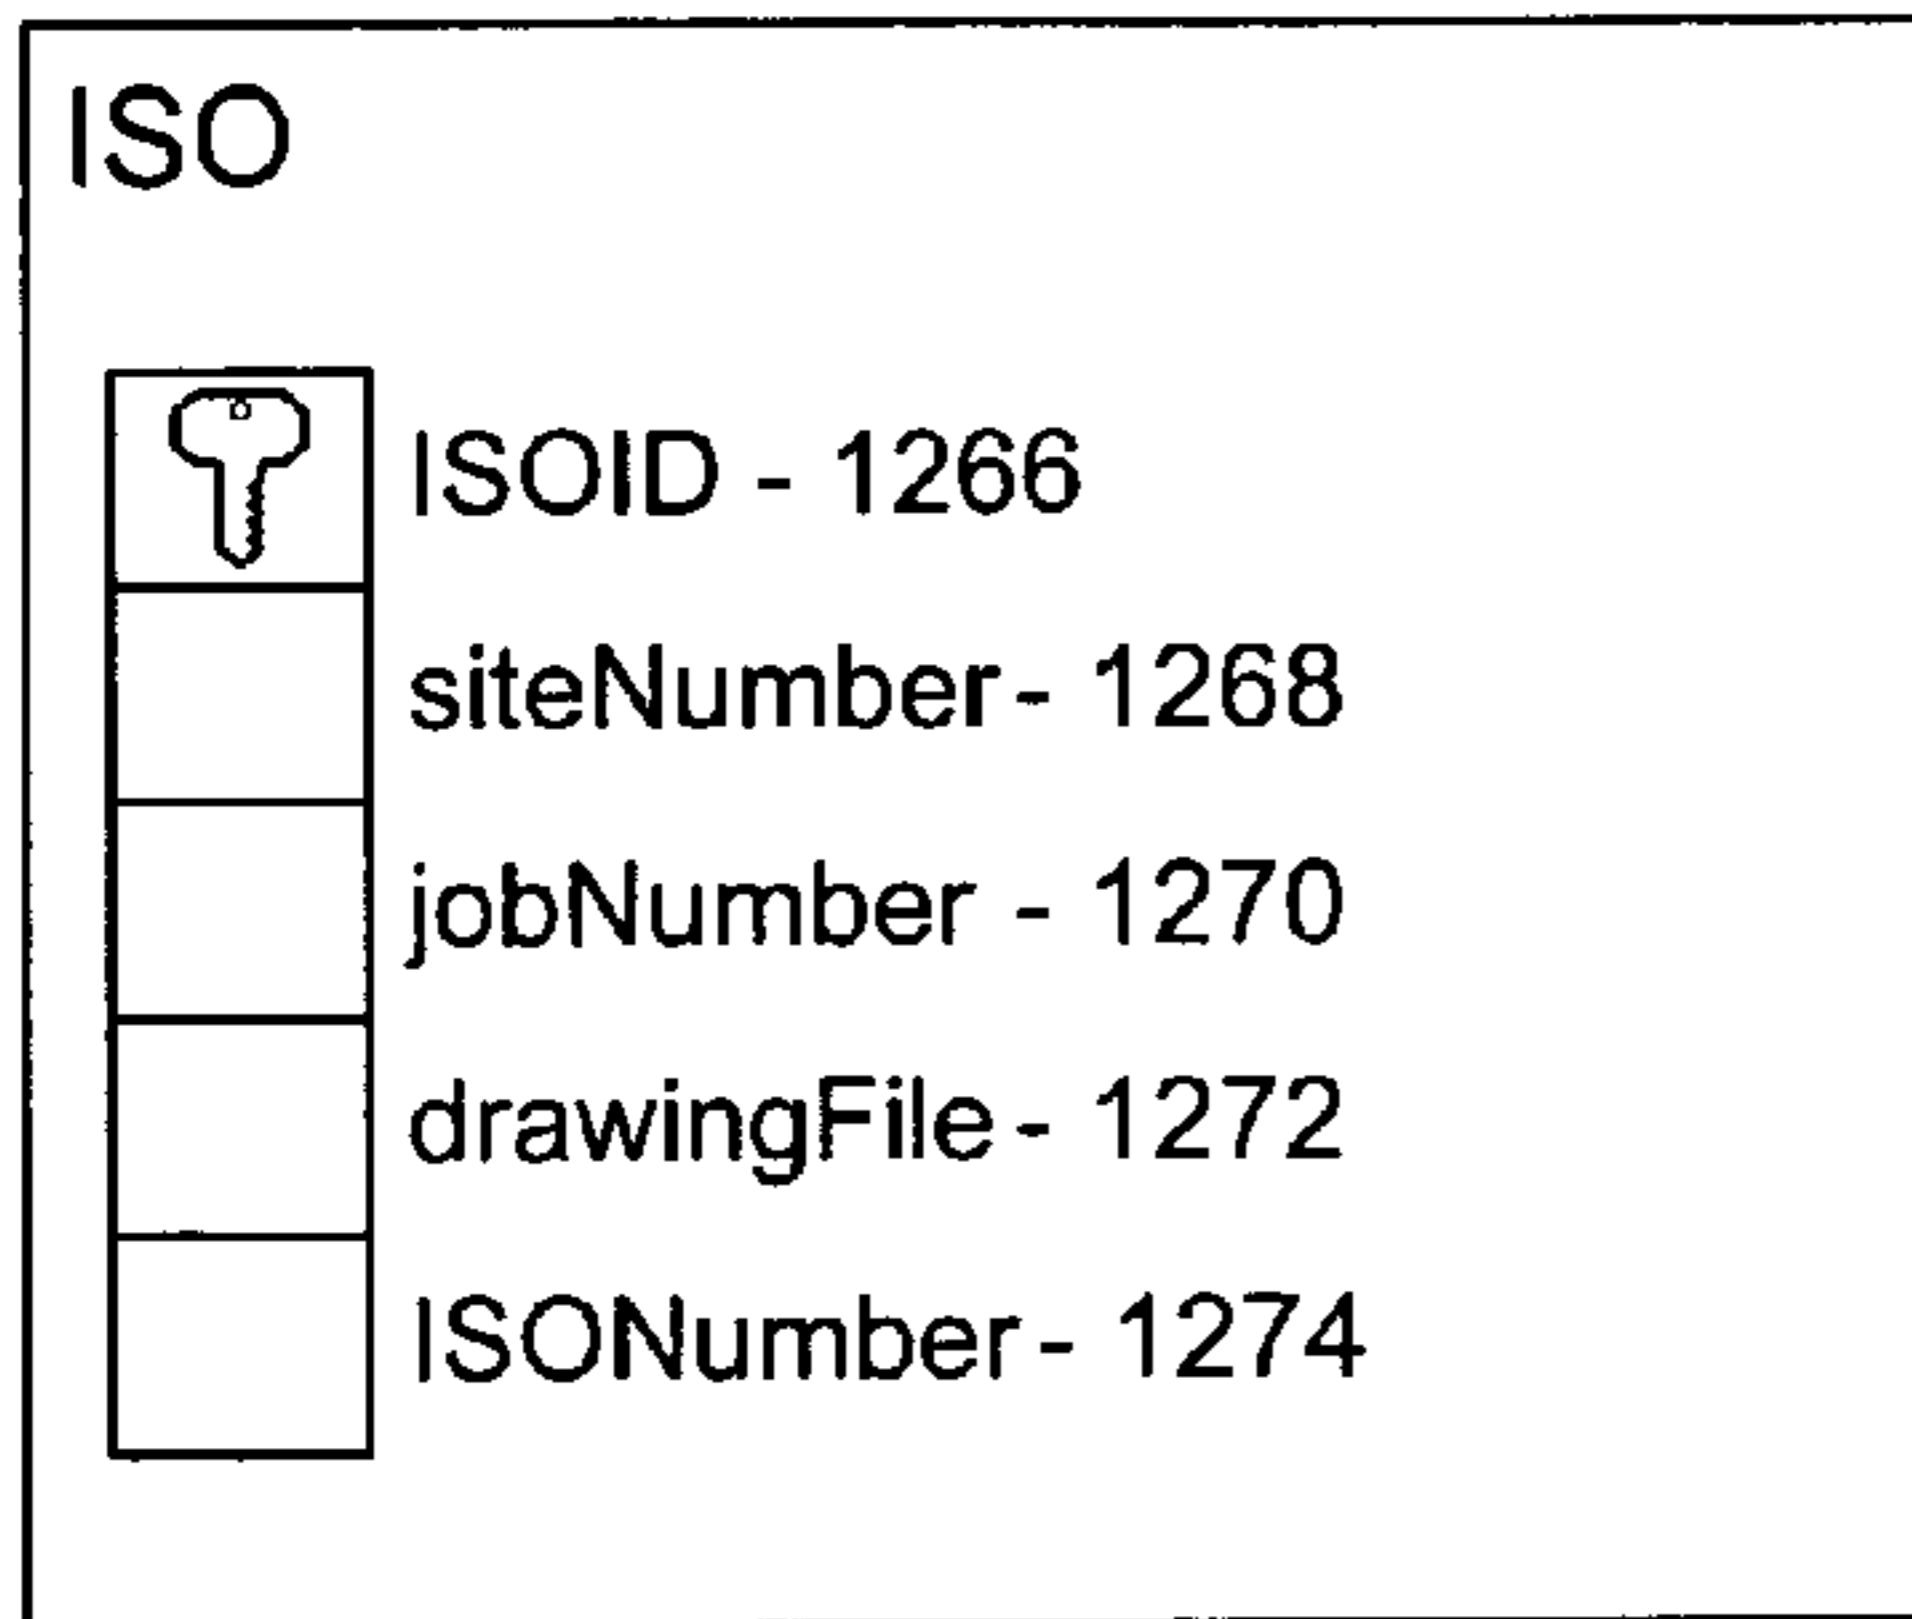 ISO
ISOID - 1266
siteNumber - 1268
jobNumber - 1270
drawingFile - 1272
ISONumber - 1274